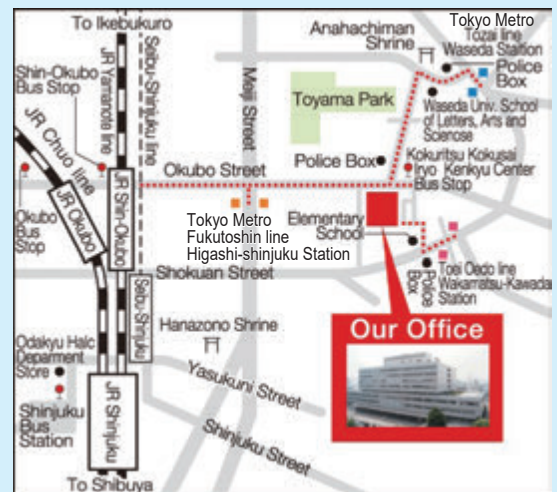 To Ikebukuro
Anahachiman
Shrine
Tokyo Metro
Tozai line
Waseda Staition
Police
Box
Shin-Okubo
Bus Stop
JR Yamanote line
Seibu-Shinjuku line
Meiji Street
Toyama Park
Waseda Univ. School
of Letters, Arts and
Scienose
JR Chuo line
Okubo Street
Police Box
Kokuritsu Kokusai
Iryo Kenkyu Center
Bus Stop
Okubo
Bus
Stop
JR Okubo
JR Shin-Okubo
Tokyo Metro
Fukutoshin line
Higashi-shinjuku Station
Elementary
School
Shokuan Street
Police
Box
Toei Oedo line
Wakamatsu-Kawada
Station
Seibu-Shinjuku
Our Office
Hanazono Shrine
Odakyu Halc
Deparment
Store
Yasukuni Street
Shinjuku
Bus
Station
JR Shinjuku
Shinjuku Street
To Shibuya